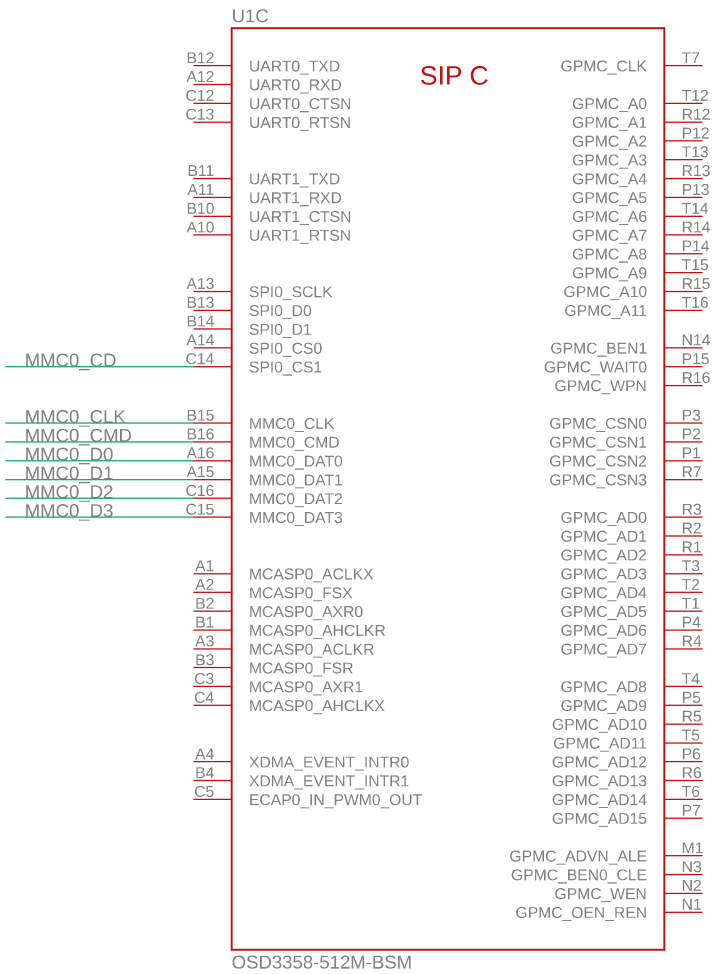 U1C
SIP C
B12 UART0_TXD
A12 UART0_RXD
C12 UART0_CTSN
C13 UART0_RTSN
B11 UART1_TXD
A11 UART1_RXD
B10 UART1_CTSN
A10 UART1_RTSN
A13 SPI0_SCLK
B13 SPI0_D0
B14 SPI0_D1
A14 SPI0_CS0
MMC0_CD C14 SPI0_CS1
MMC0_CLK B15 MMC0_CLK
MMC0_CMD B16 MMC0_CMD
MMC0_D0 A16 MMC0_DAT0
MMC0_D1 A15 MMC0_DAT1
MMC0_D2 C16 MMC0_DAT2
MMC0_D3 C15 MMC0_DAT3
A1 MCASP0_ACLKX
A2 MCASP0_FSX
B2 MCASP0_AXR0
B1 MCASP0_AHCLKR
A3 MCASP0_ACLKR
B3 MCASP0_FSR
C3 MCASP0_AXR1
C4 MCASP0_AHCLKX
A4 XDMA_EVENT_INTR0
B4 XDMA_EVENT_INTR1
C5 ECAP0_IN_PWM0_OUT
GPMC_CLK T7
GPMC_A0 T12
GPMC_A1 R12
GPMC_A2 P12
GPMC_A3 T13
GPMC_A4 R13
GPMC_A5 P13
GPMC_A6 T14
GPMC_A7 R14
GPMC_A8 P14
GPMC_A9 T15
GPMC_A10 R15
GPMC_A11 T16
GPMC_BEN1 N14
GPMC_WAIT0 P15
GPMC_WPN R16
GPMC_CSN0 P3
GPMC_CSN1 P2
GPMC_CSN2 P1
GPMC_CSN3 R7
GPMC_AD0 R3
GPMC_AD1 R2
GPMC_AD2 R1
GPMC_AD3 T3
GPMC_AD4 T2
GPMC_AD5 T1
GPMC_AD6 P4
GPMC_AD7 R4
GPMC_AD8 T4
GPMC_AD9 P5
GPMC_AD10 R5
GPMC_AD11 T5
GPMC_AD12 P6
GPMC_AD13 R6
GPMC_AD14 T6
GPMC_AD15 P7
GPMC_ADVN_ALE M1
GPMC_BEN0_CLE N3
GPMC_WEN N2
GPMC_OEN_REN N1
OSD3358-512M-BSM